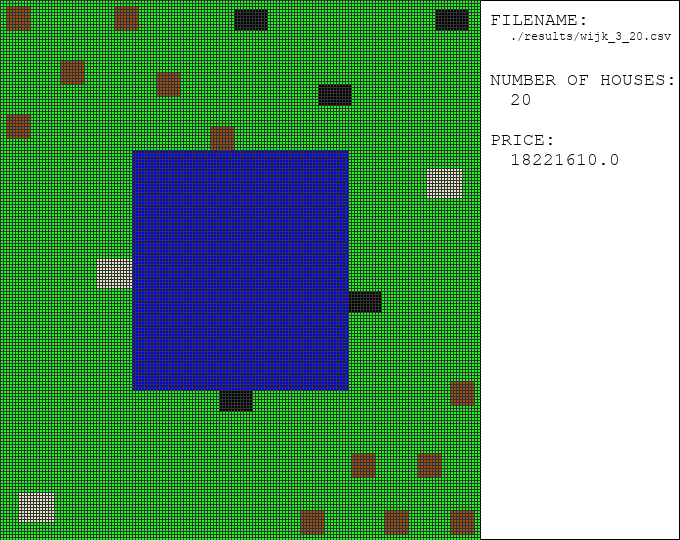 FILENAME:
./results/wijk_3_20.csv
NUMBER OF HOUSES:
20
PRICE:
18221610.0